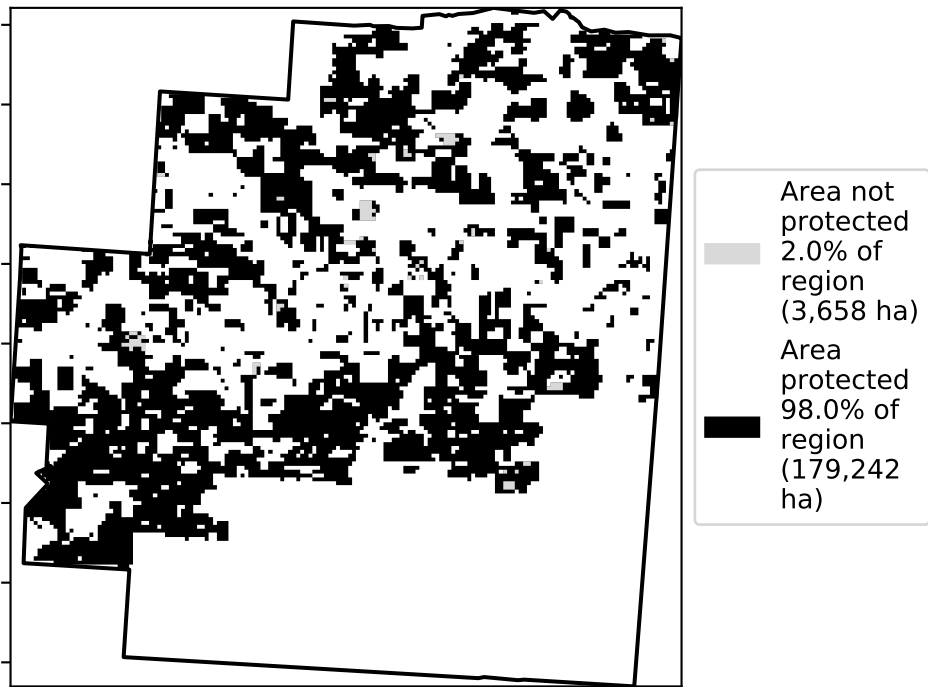 Area not
protected
2.0% of
region
(3,658 ha)
Area
protected
98.0% of
region
(179,242
ha)